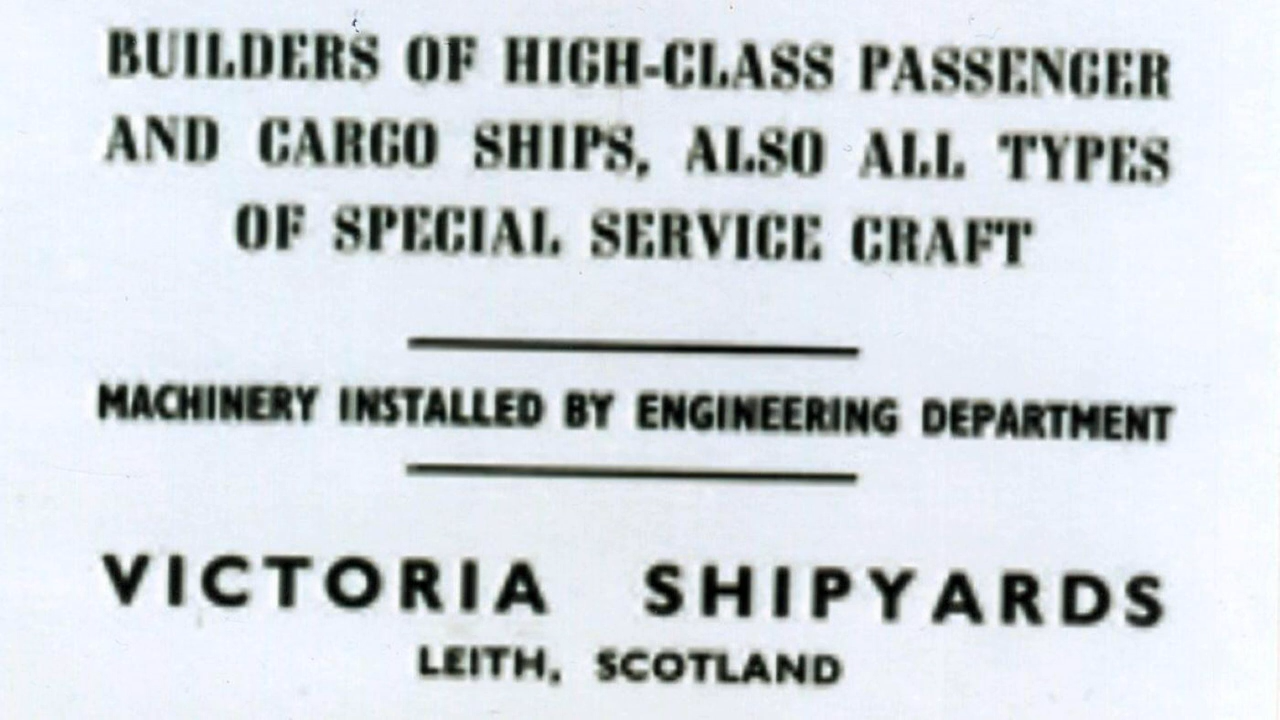 BUILDERS OF HIGH-CLASS PASSENGER
AND CARGO SHIPS, ALSO ALL TYPES
OF SPECIAL SERVICE CRAFT
MACHINERY INSTALLED BY ENGINEERING DEPARTMENT
VICTORIA SHIPYARDS
LEITH, SCOTLAND